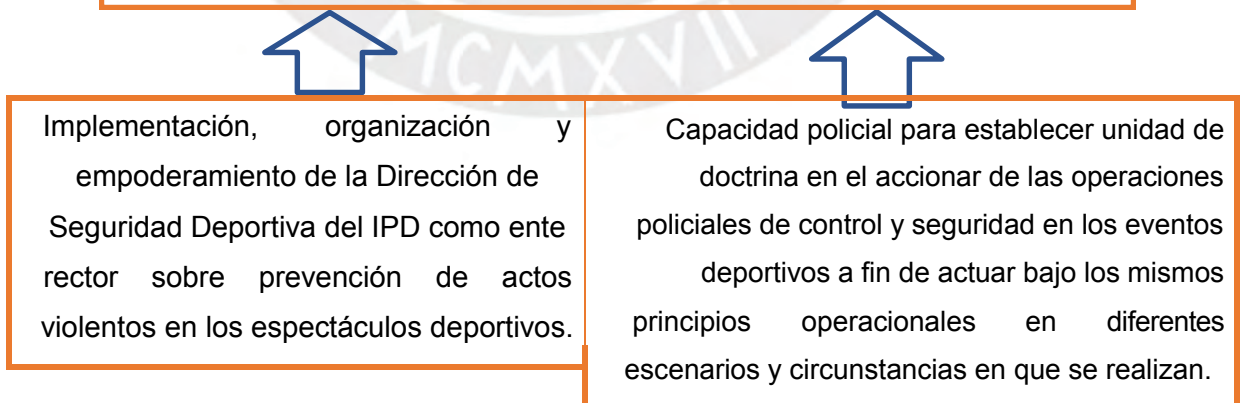 MCMXVII
Implementación, organización y
empoderamiento de la Dirección de
Seguridad Deportiva del IPD como ente
rector sobre prevención de actos
violentos en los espectáculos deportivos.
Capacidad policial para establecer unidad de
doctrina en el accionar de las operaciones
policiales de control y seguridad en los eventos
deportivos a fin de actuar bajo los mismos
principios operacionales en diferentes
escenarios y circunstancias en que se realizan.